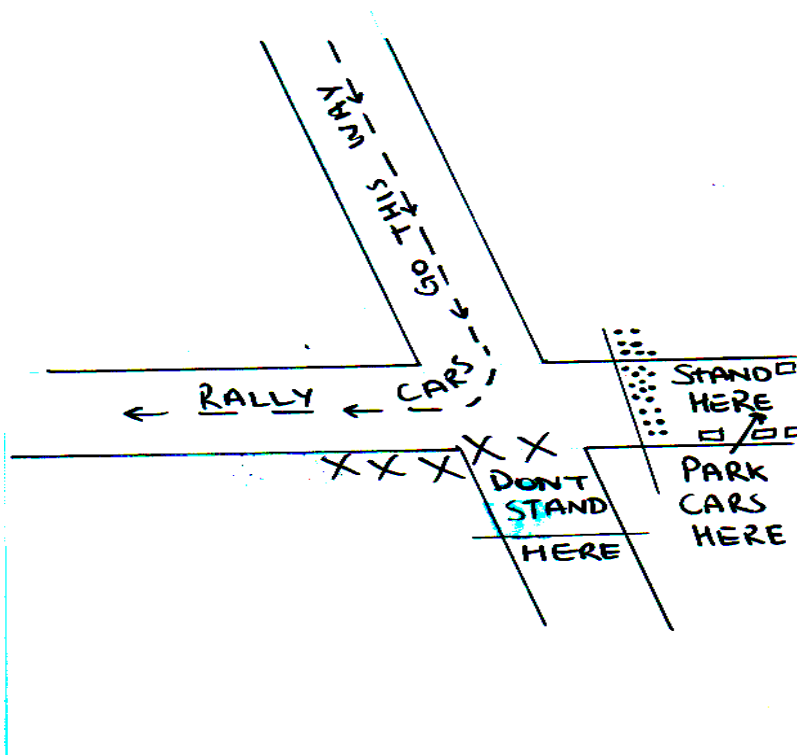 GO THIS WAY
RALLY CARS
STAND
HERE
DONT
STAND
HERE
PARK
CARS
HERE